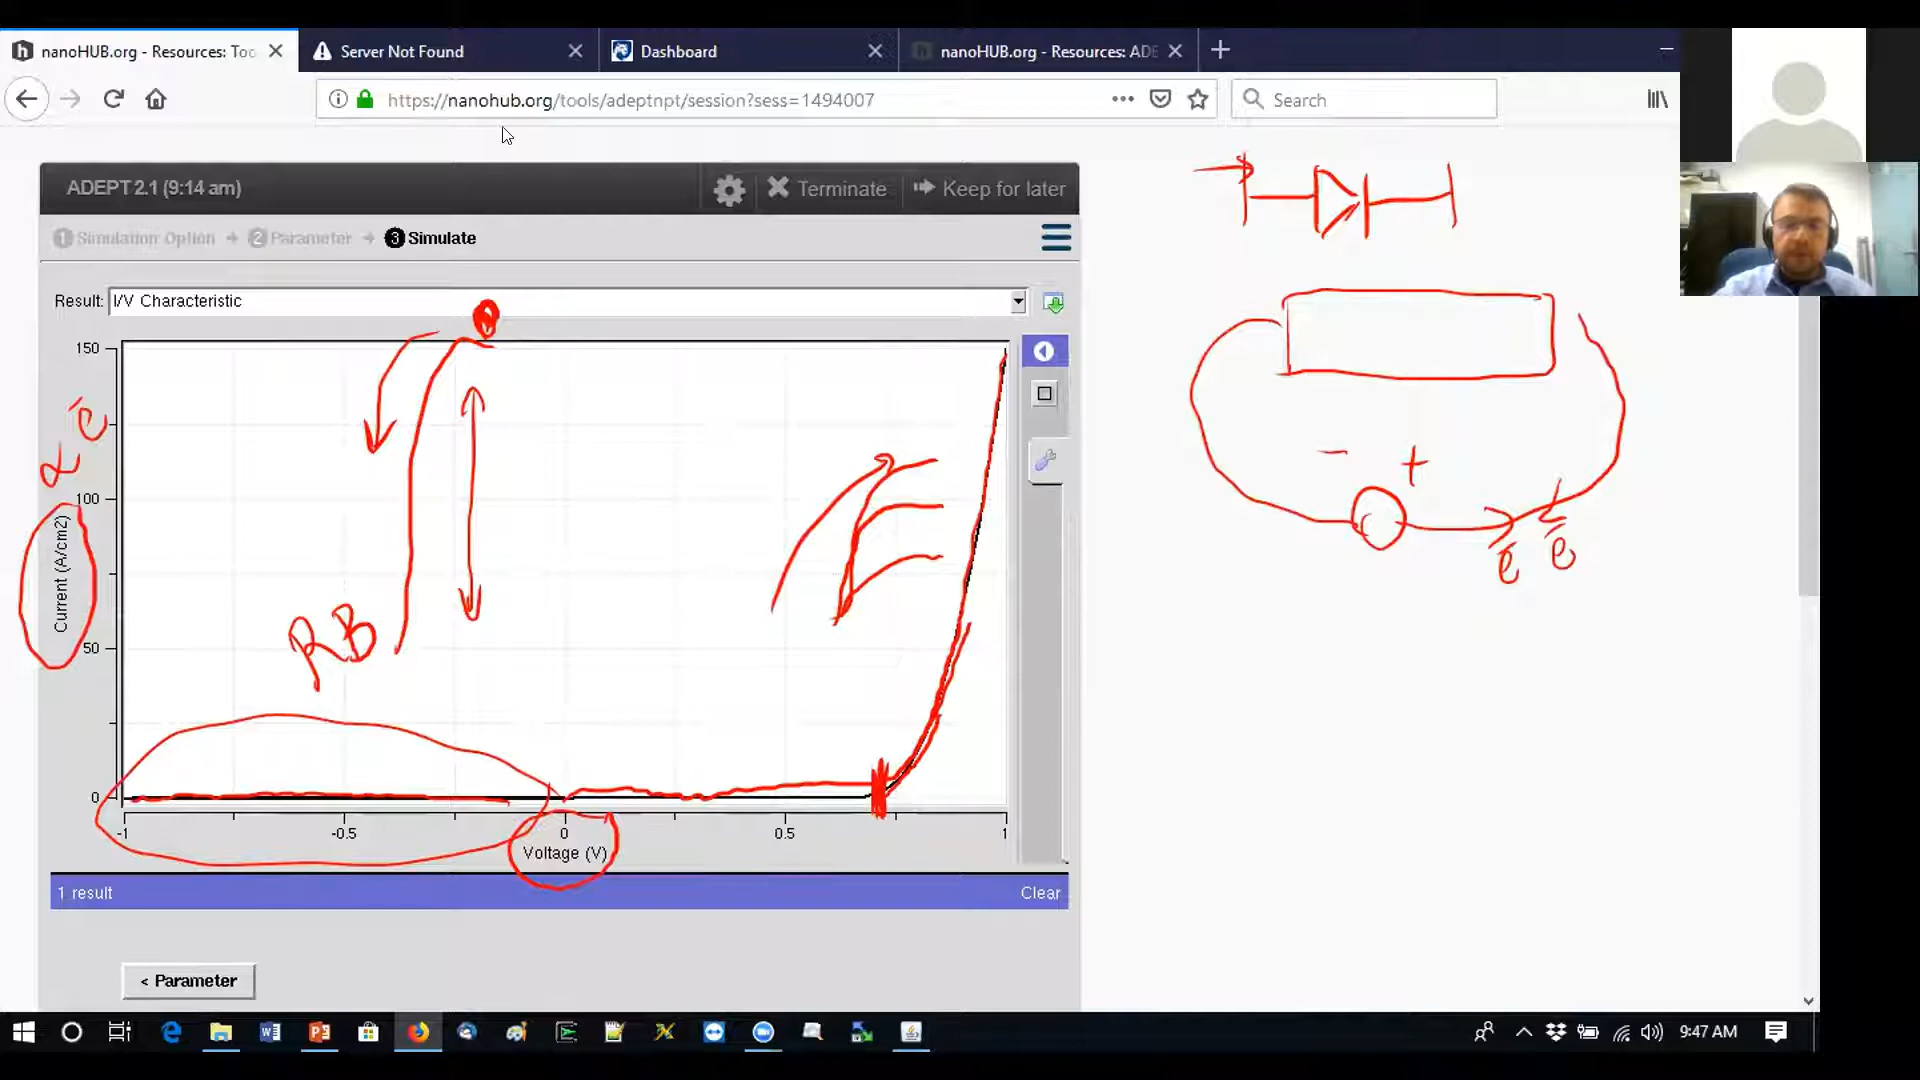 nanoHUB.org - Resources: Too
Server Not Found
Dashboard
nanoHUB.org - Resources: ADE
https://nanohub.org/tools/adeptnpt/session?sess=1494007
Search
ADEPT 2.1 (9:14 am)
Terminate
Keep for later
1 Simulation Option
2 Parameter
3 Simulate
Result: I/V Characteristic
150
100
50
0
Current (A/cm2)
α e
RB
-1
-0.5
0
0.5
1
Voltage (V)
- +
e e
1 result
Clear
< Parameter
9:47 AM